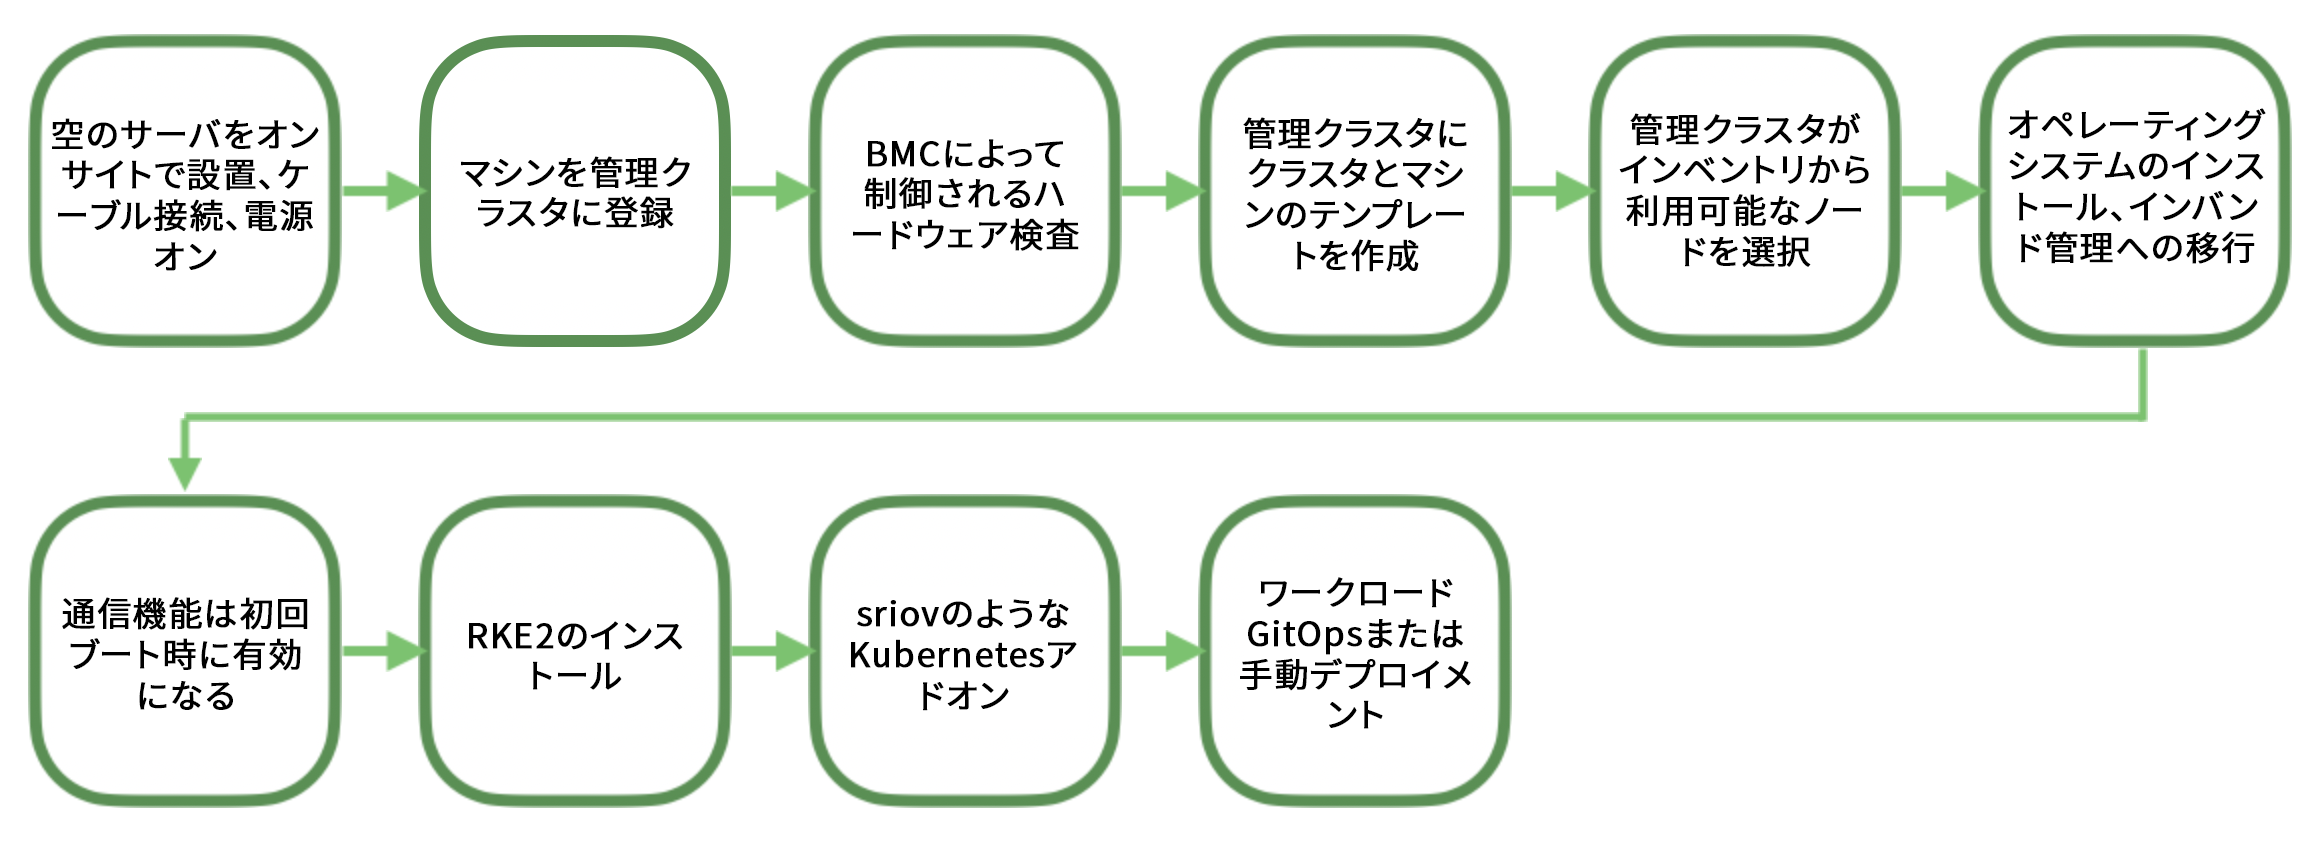 空のサーバをオン
サイトで設置、ケ
ーブル接続、電源
オン
マシンを管理ク
ラスタに登録
BMCによって
制御されるハ
ードウェア検査
管理クラスタに
クラスタとマシ
ンのテンプレー
トを作成
管理クラスタが
インベントリから
利用可能なノー
ドを選択
オペレーティング
システムのインス
トール、インバン
ド管理への移行
通信機能は初回
ブート時に有効
になる
RKE2のインス
トール
sriovのような
Kubernetesア
ドオン
ワークロード
GitOpsまたは
手動デプロイメ
ント